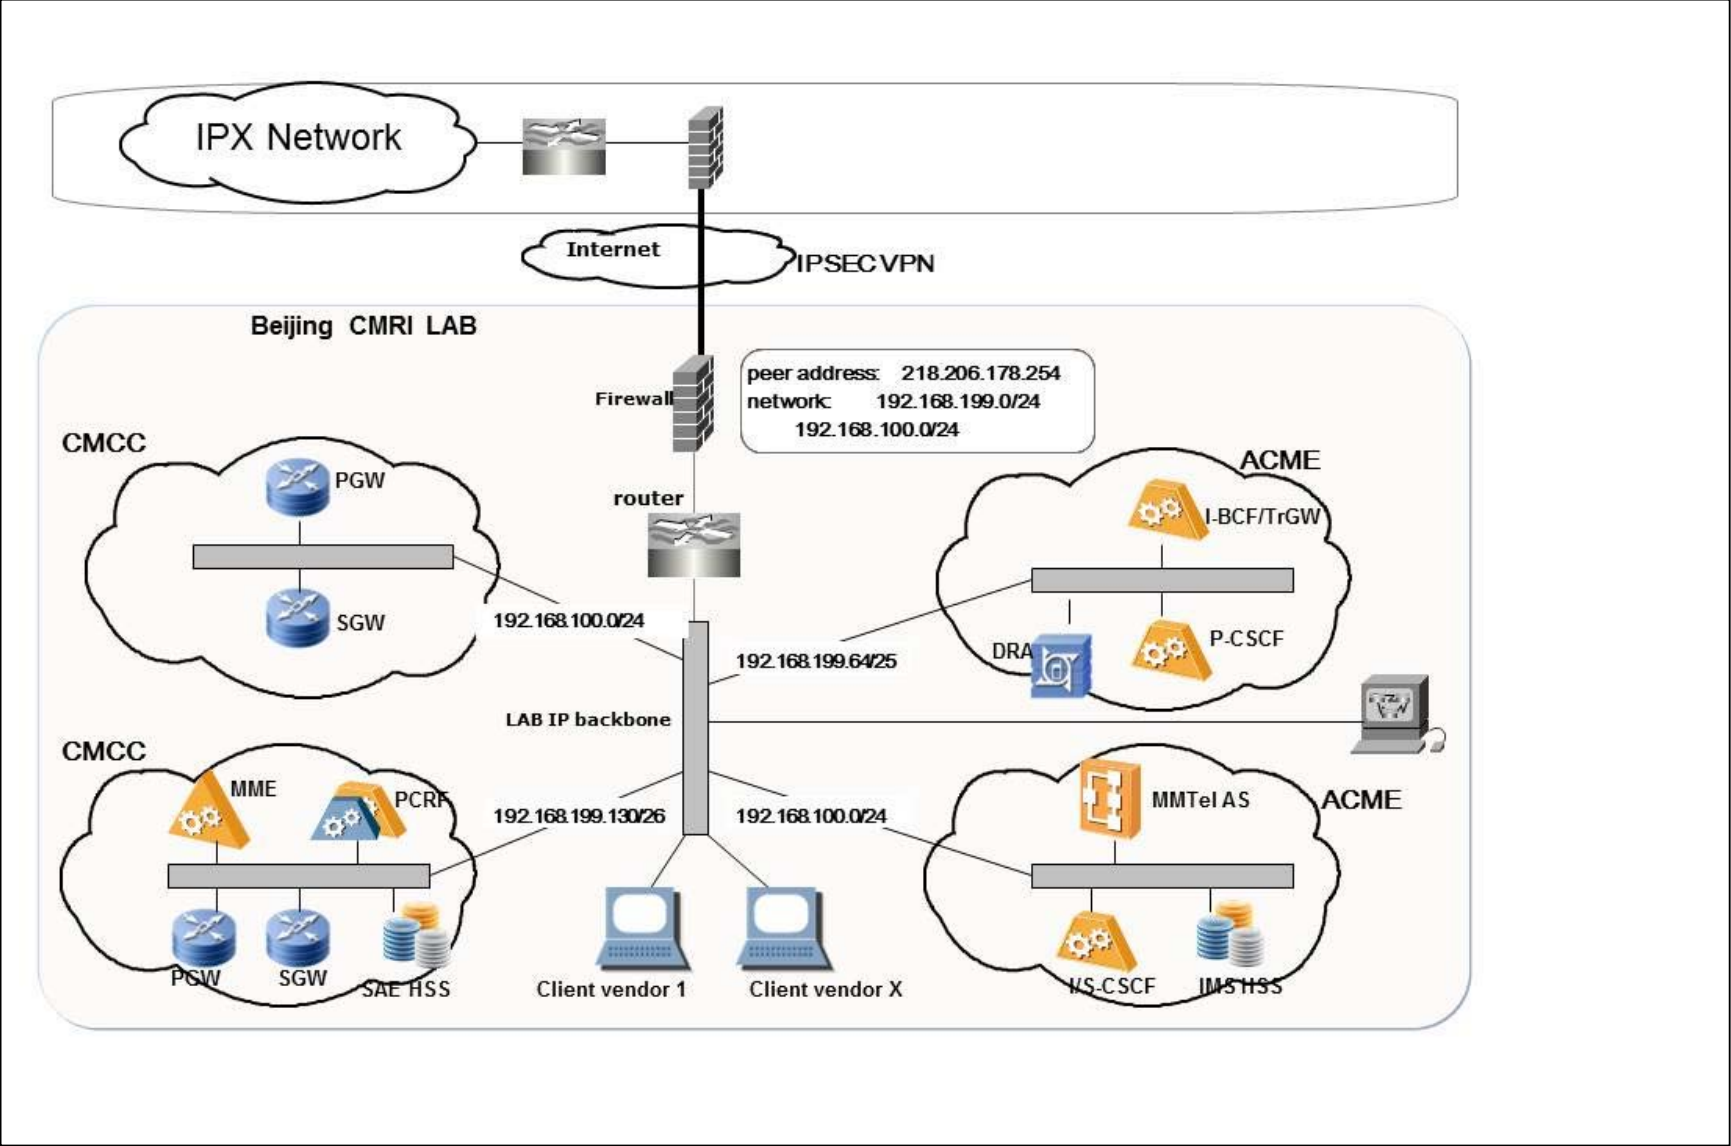 IPX Network
Internet
IPSEC VPN
Beijing CMRI LAB
peer address: 218.206.178.254
network: 192.168.199.0/24
192.168.100.0/24
Firewall
CMCC
PGW
SGW
router
ACME
I-BCF/TrGW
DRA
P-CSCF
192.168.100.0/24
192.168.199.64/25
LAB IP backbone
CMCC
MME
PCRF
192.168.199.130/26
192.168.100.0/24
MMTel AS
ACME
PGW
SGW
SAE HSS
Client vendor 1
Client vendor X
I/S-CSCF
IMS HSS